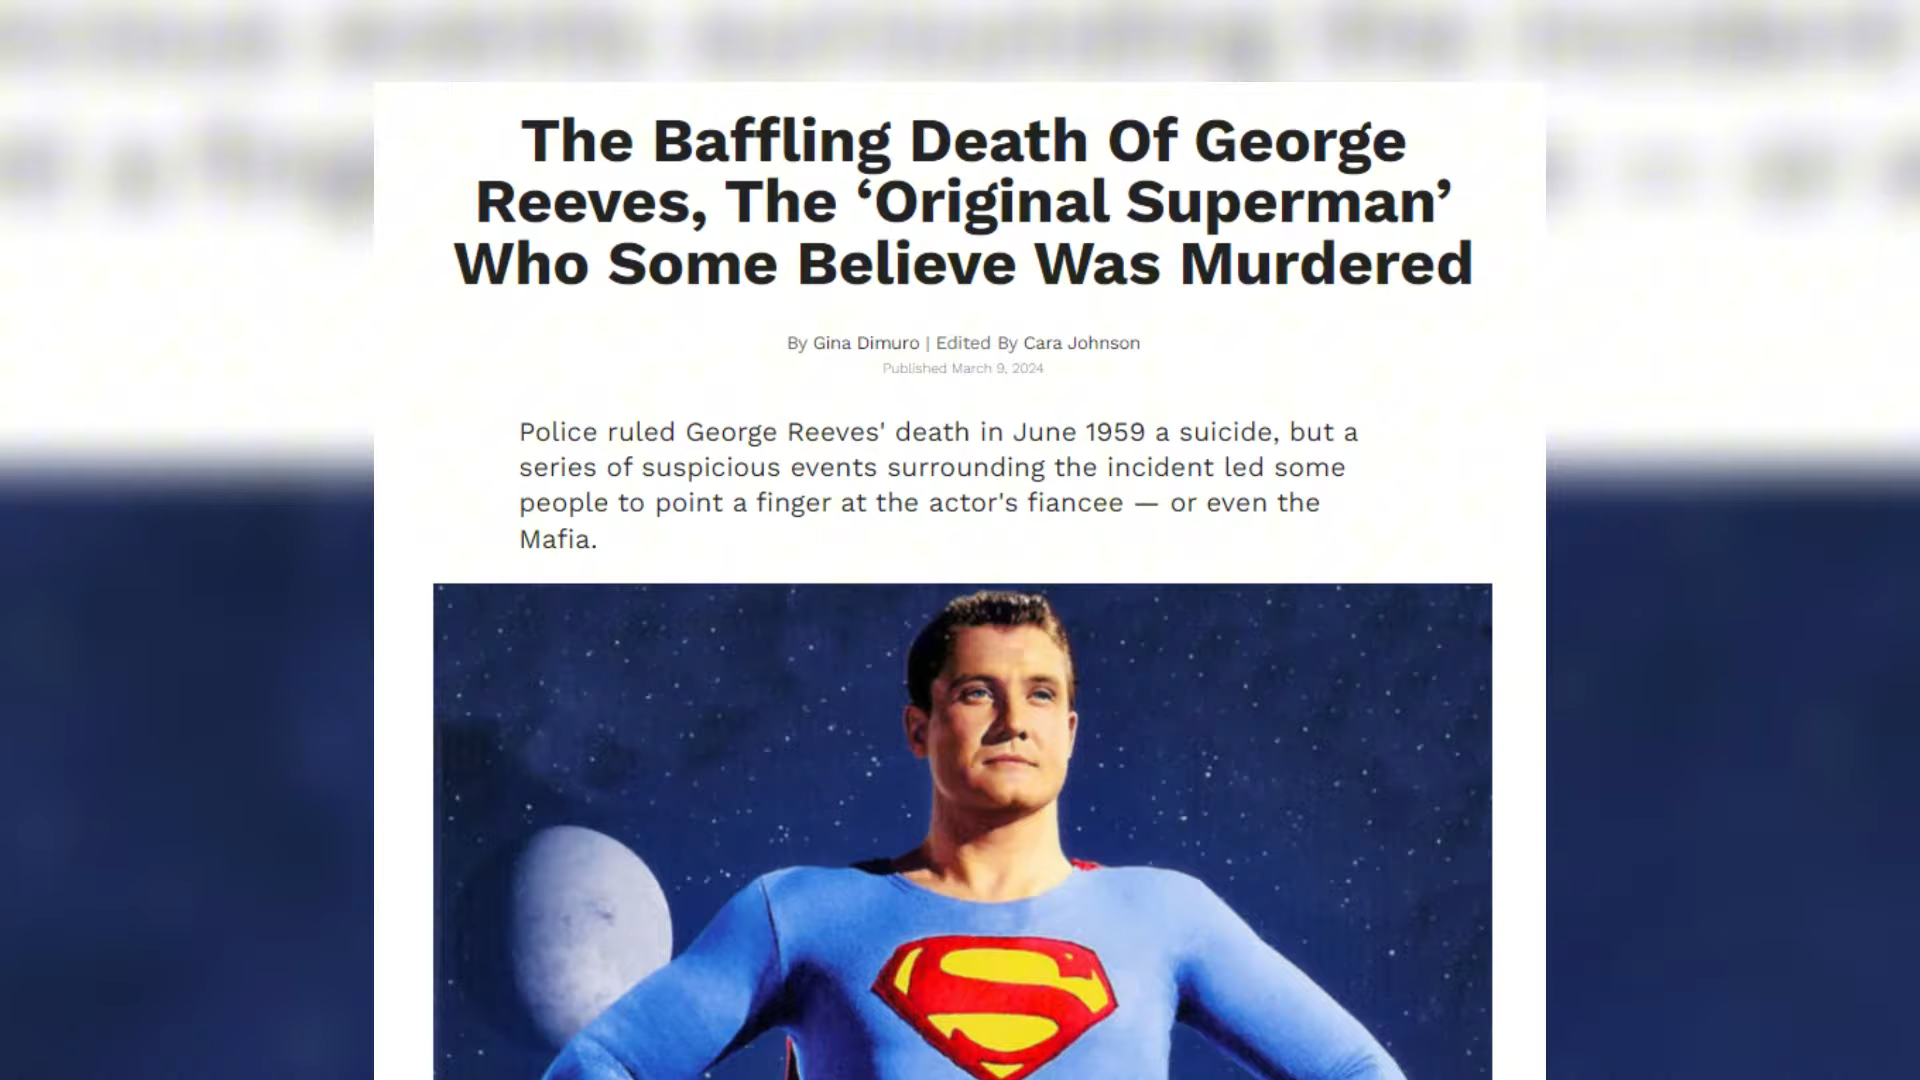 The Baffling Death Of George
Reeves, The ‘Original Superman’
Who Some Believe Was Murdered
By Gina Dimuro | Edited By Cara Johnson
Published March 9, 2024
Police ruled George Reeves' death in June 1959 a suicide, but a
series of suspicious events surrounding the incident led some
people to point a finger at the actor's fiancee — or even the
Mafia.
S